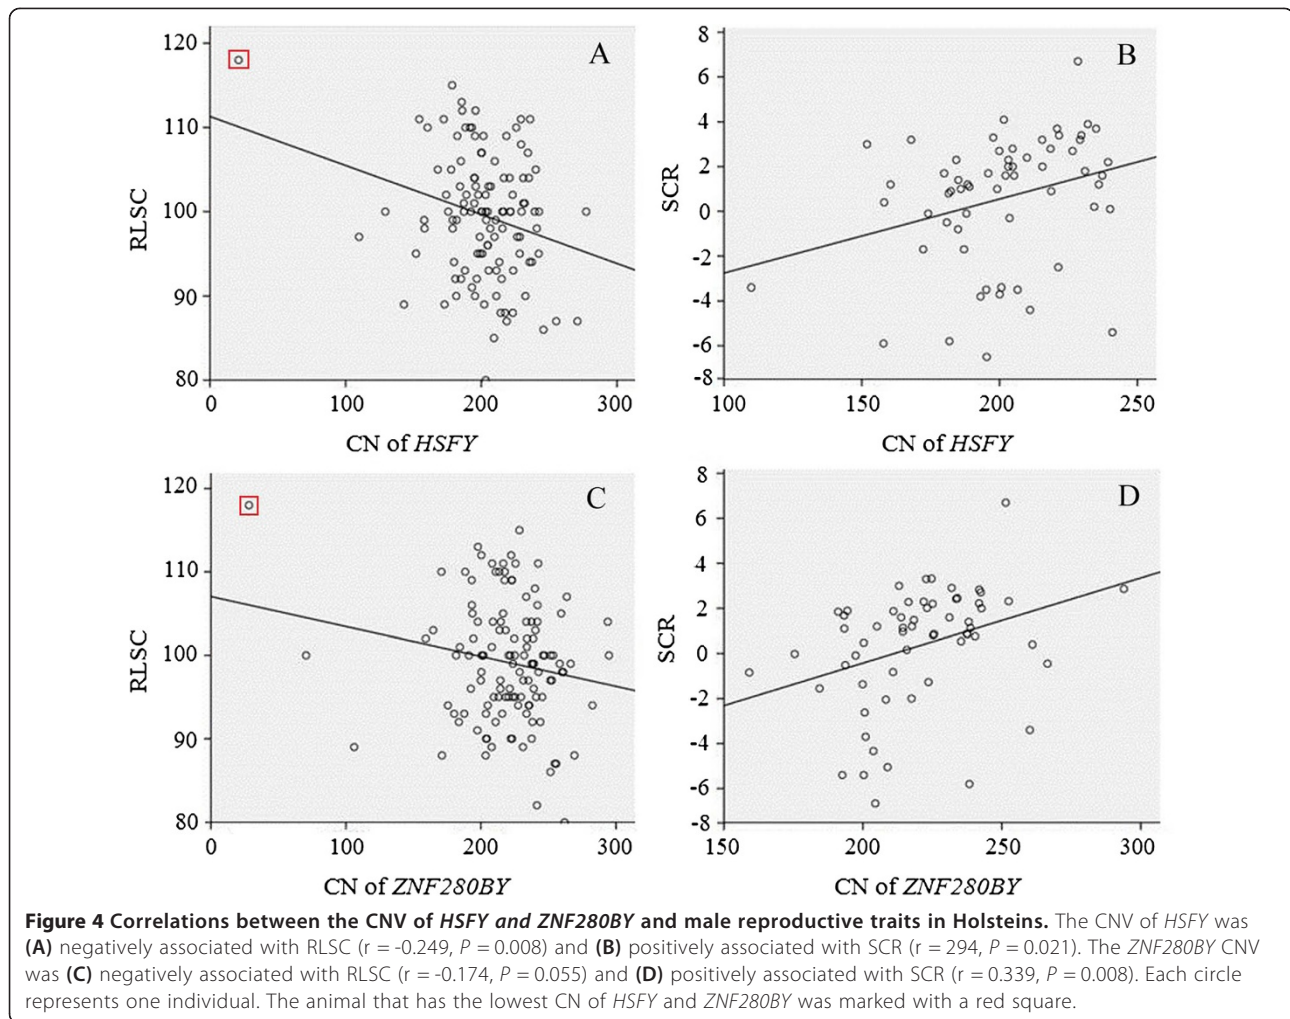 A
120
110
100
90
80
RLSC
0 100 200 300
CN of HSFY
B
8
6
4
2
0
-2
-4
-6
-8
SCR
100 150 200 250
CN of HSFY
C
120
110
100
90
80
RLSC
0 100 200 300
CN of ZNF280BY
D
8
6
4
2
0
-2
-4
-6
-8
SCR
150 200 250 300
CN of ZNF280BY
Figure 4 Correlations between the CNV of HSFY and ZNF280BY and male reproductive traits in Holsteins. The CNV of HSFY was
(A) negatively associated with RLSC (r = -0.249, P = 0.008) and (B) positively associated with SCR (r = 294, P = 0.021). The ZNF280BY CNV
was (C) negatively associated with RLSC (r = -0.174, P = 0.055) and (D) positively associated with SCR (r = 0.339, P = 0.008). Each circle
represents one individual. The animal that has the lowest CN of HSFY and ZNF280BY was marked with a red square.